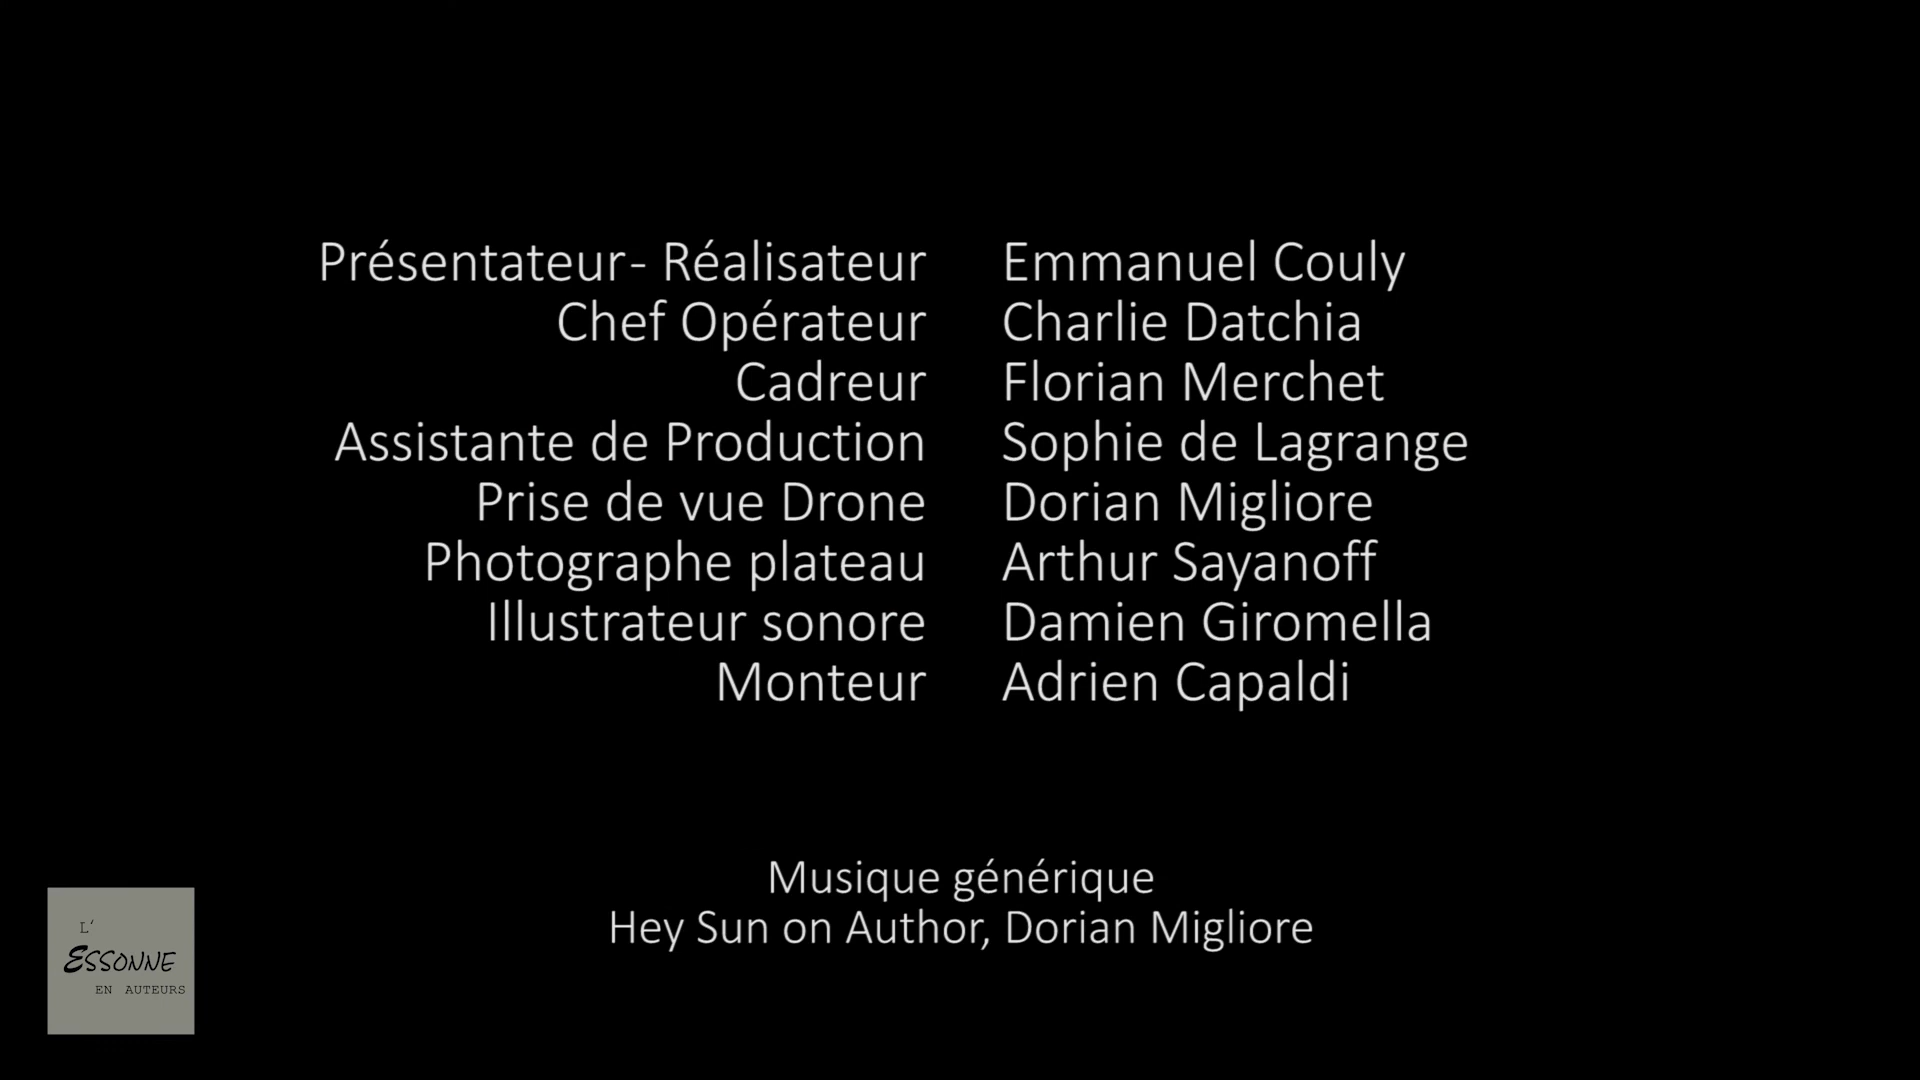 Présentateur- Réalisateur Emmanuel Couly
Chef Opérateur Charlie Datchia
Cadreur Florian Merchet
Assistante de Production Sophie de Lagrange
Prise de vue Drone Dorian Migliore
Photographe plateau Arthur Sayanoff
Illustrateur sonore Damien Giromella
Monteur Adrien Capaldi
Musique générique
Hey Sun on Author, Dorian Migliore
L'
ESSONNE
EN AUTEURS